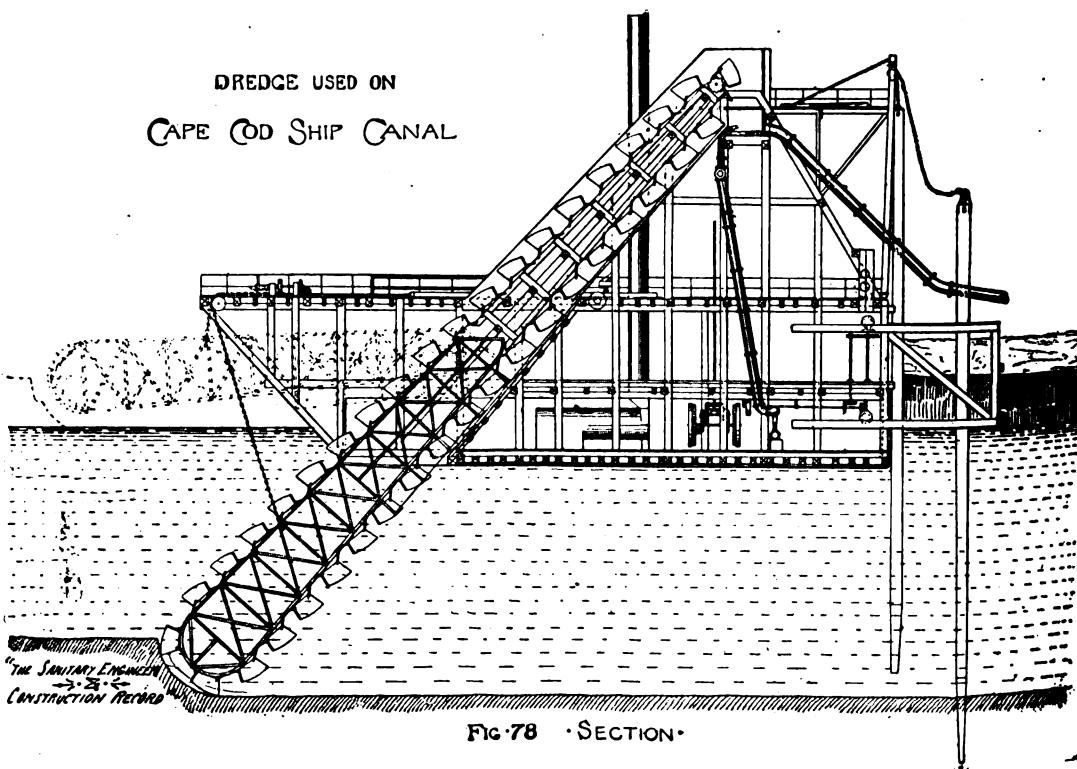 DREDGE USED ON
CAPE COD SHIP CANAL
"THE SANITARY ENGINEER
&
CONSTRUCTION RECORD
FIG·78 ·SECTION·